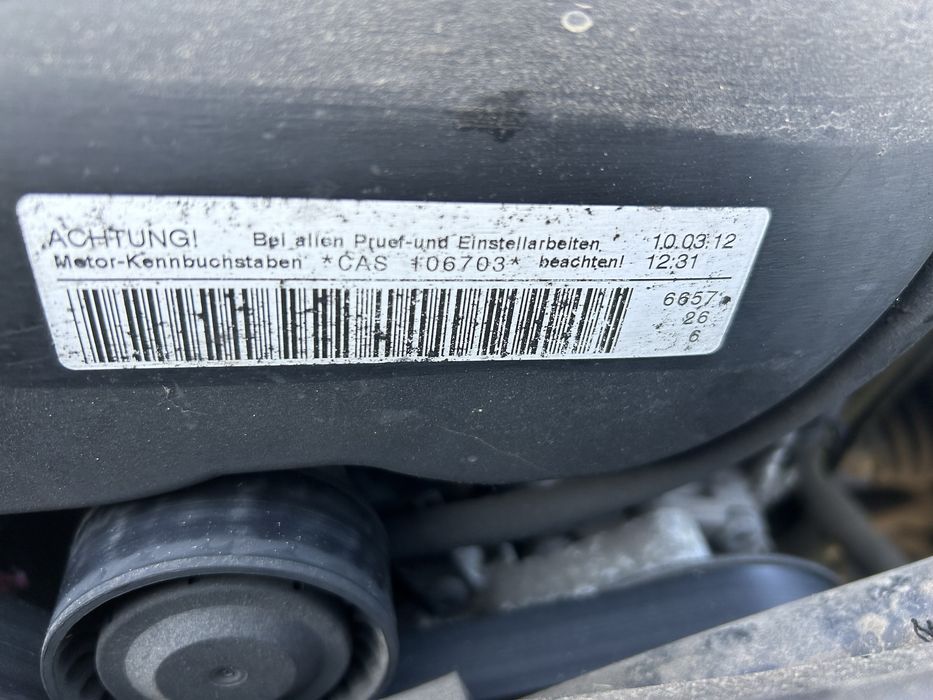 ACHTUNG! Bei allen Pruef-und Einstellarbeiten 10.03.12
Motor-Kennbuchstaben *CAS 106703* beachten! 12:31
6657
26
6